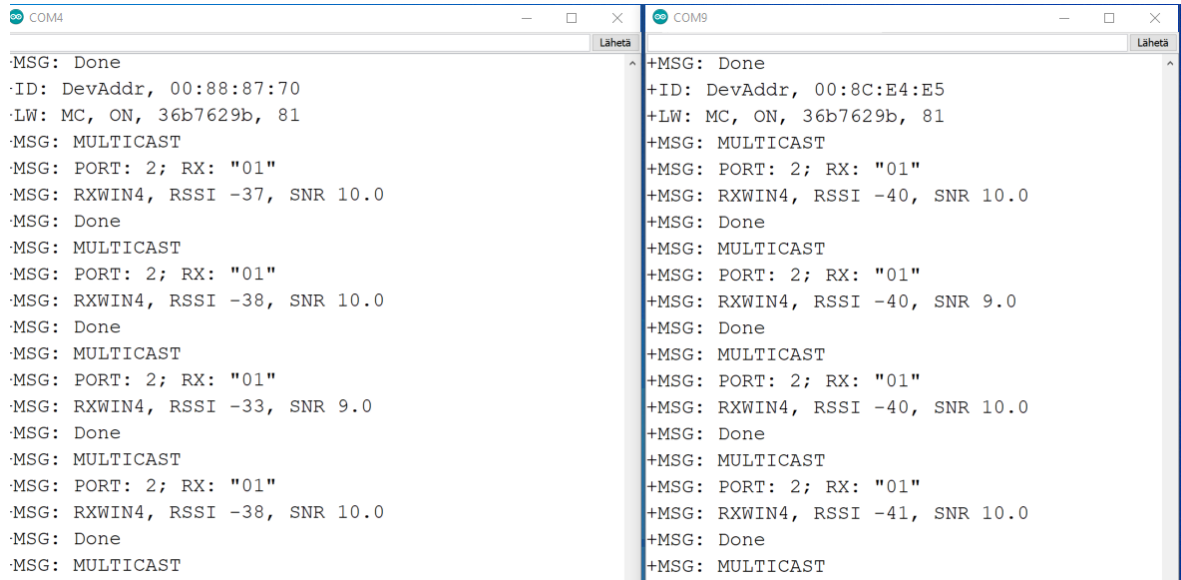 COM4
Lähetä
-MSG: Done
-ID: DevAddr, 00:88:87:70
-LW: MC, ON, 36b7629b, 81
-MSG: MULTICAST
-MSG: PORT: 2; RX: "01"
-MSG: RXWIN4, RSSI -37, SNR 10.0
-MSG: Done
-MSG: MULTICAST
-MSG: PORT: 2; RX: "01"
-MSG: RXWIN4, RSSI -38, SNR 10.0
-MSG: Done
-MSG: MULTICAST
-MSG: PORT: 2; RX: "01"
-MSG: RXWIN4, RSSI -33, SNR 9.0
-MSG: Done
-MSG: MULTICAST
-MSG: PORT: 2; RX: "01"
-MSG: RXWIN4, RSSI -38, SNR 10.0
-MSG: Done
-MSG: MULTICAST
COM9
Lähetä
+MSG: Done
+ID: DevAddr, 00:8C:E4:E5
+LW: MC, ON, 36b7629b, 81
+MSG: MULTICAST
+MSG: PORT: 2; RX: "01"
+MSG: RXWIN4, RSSI -40, SNR 10.0
+MSG: Done
+MSG: MULTICAST
+MSG: PORT: 2; RX: "01"
+MSG: RXWIN4, RSSI -40, SNR 9.0
+MSG: Done
+MSG: MULTICAST
+MSG: PORT: 2; RX: "01"
+MSG: RXWIN4, RSSI -40, SNR 10.0
+MSG: Done
+MSG: MULTICAST
+MSG: PORT: 2; RX: "01"
+MSG: RXWIN4, RSSI -41, SNR 10.0
+MSG: Done
+MSG: MULTICAST